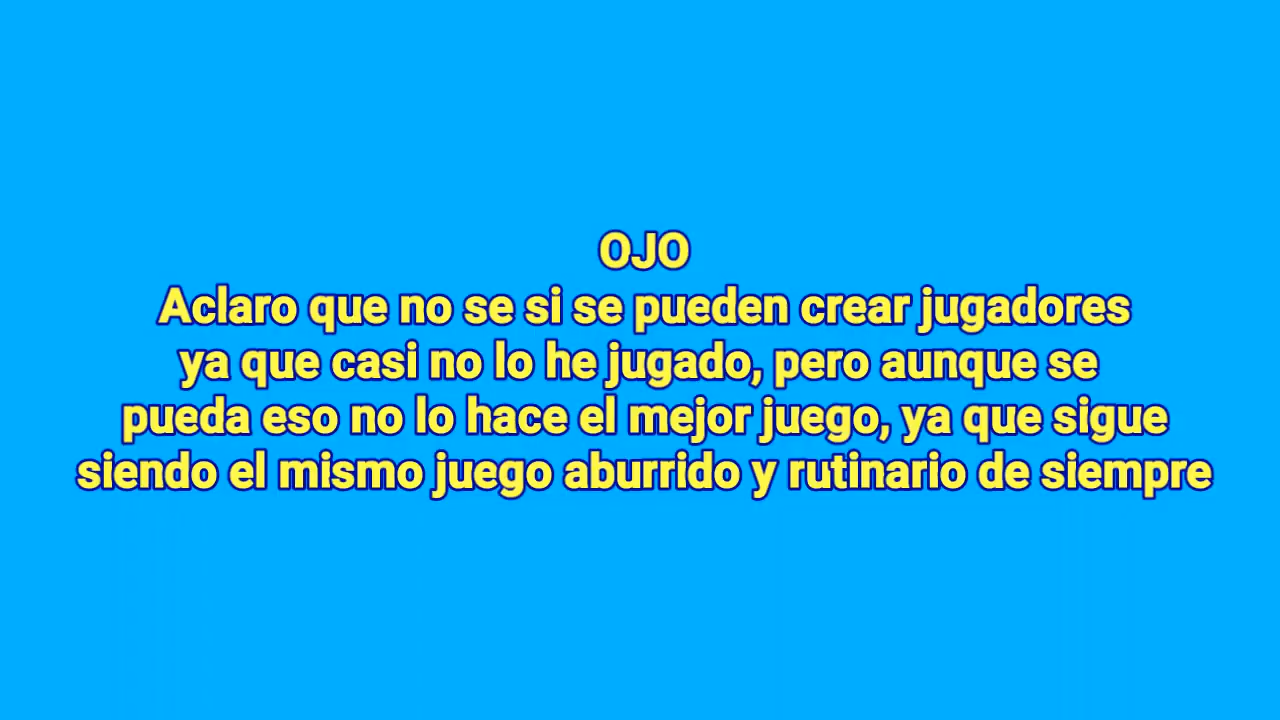 OJO
Aclaro que no se si se pueden crear jugadores
ya que casi no lo he jugado, pero aunque se
pueda eso no lo hace el mejor juego, ya que sigue
siendo el mismo juego aburrido y rutinario de siempre